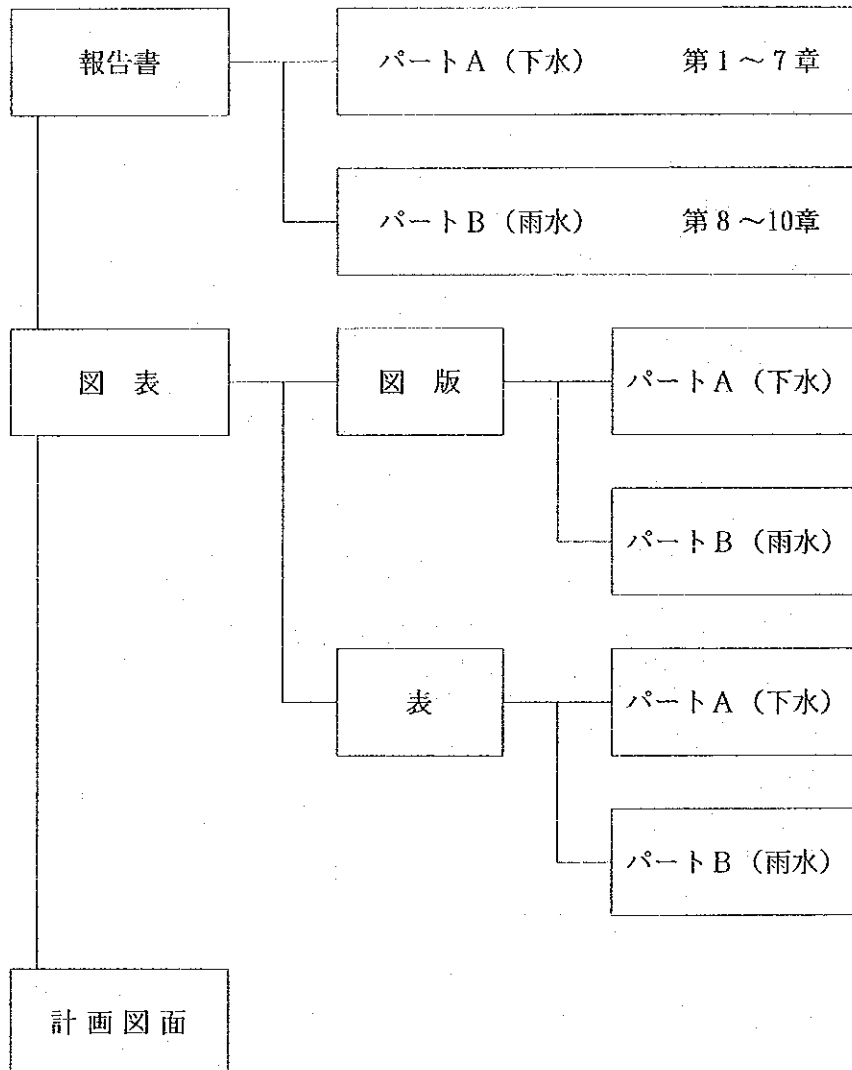 報告書
パートA（下水）　第1～7章
パートB（雨水）　第8～10章
図表
図版
パートA（下水）
パートB（雨水）
表
パートA（下水）
パートB（雨水）
計画図面